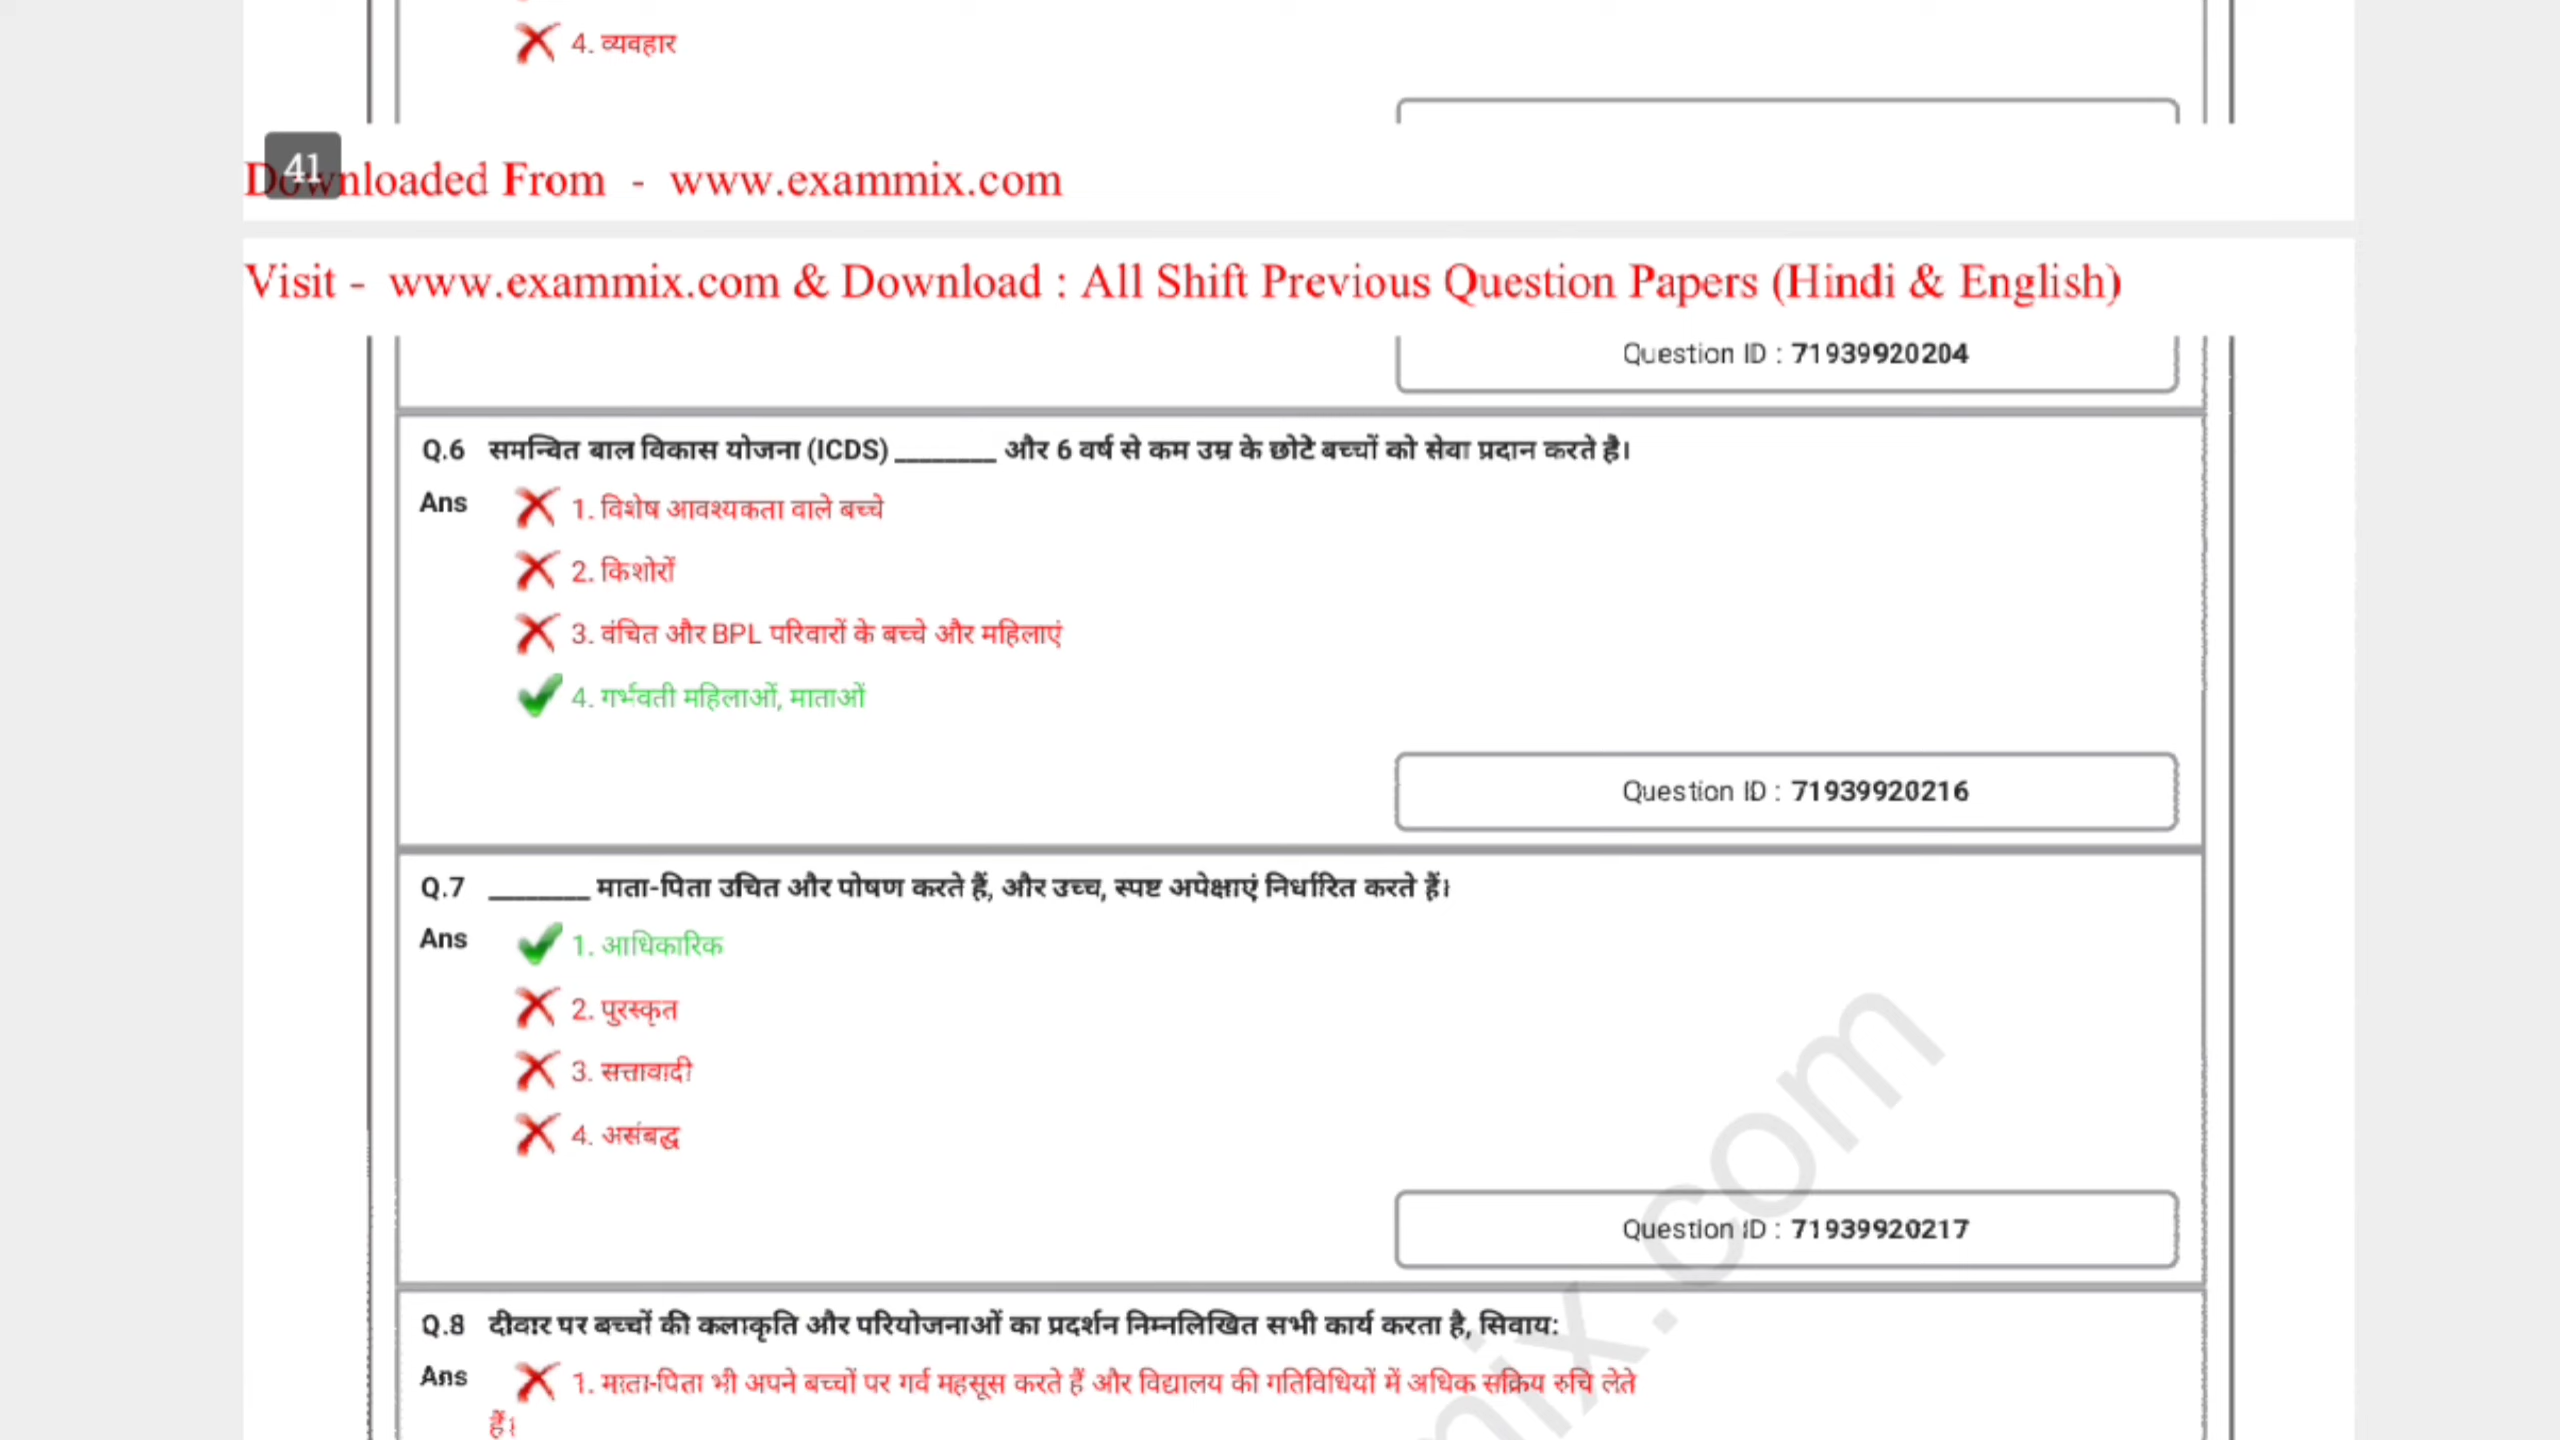 4. व्यवहार
41
Downloaded From - www.exammix.com
Visit - www.exammix.com & Download : All Shift Previous Question Papers (Hindi & English)
Question ID : 71939920204
Q.6 समन्वित बाल विकास योजना (ICDS) ________ और 6 वर्ष से कम उम्र के छोटे बच्चों को सेवा प्रदान करते है।
Ans 1. विशेष आवश्यकता वाले बच्चे
2. किशोरों
3. वंचित और BPL परिवारों के बच्चे और महिलाएं
4. गर्भवती महिलाओं, माताओं
Question ID : 71939920216
Q.7 ________ माता-पिता उचित और पोषण करते हैं, और उच्च, स्पष्ट अपेक्षाएं निर्धारित करते हैं।
Ans 1. आधिकारिक
2. पुरस्कृत
3. सत्तावादी
4. असंबद्ध
Question ID : 71939920217
Q.8 दीवार पर बच्चों की कलाकृति और परियोजनाओं का प्रदर्शन निम्नलिखित सभी कार्य करता है, सिवाय:
Ans 1. माता-पिता भी अपने बच्चों पर गर्व महसूस करते हैं और विद्यालय की गतिविधियों में अधिक सक्रिय रुचि लेते
हैं।
mix.com